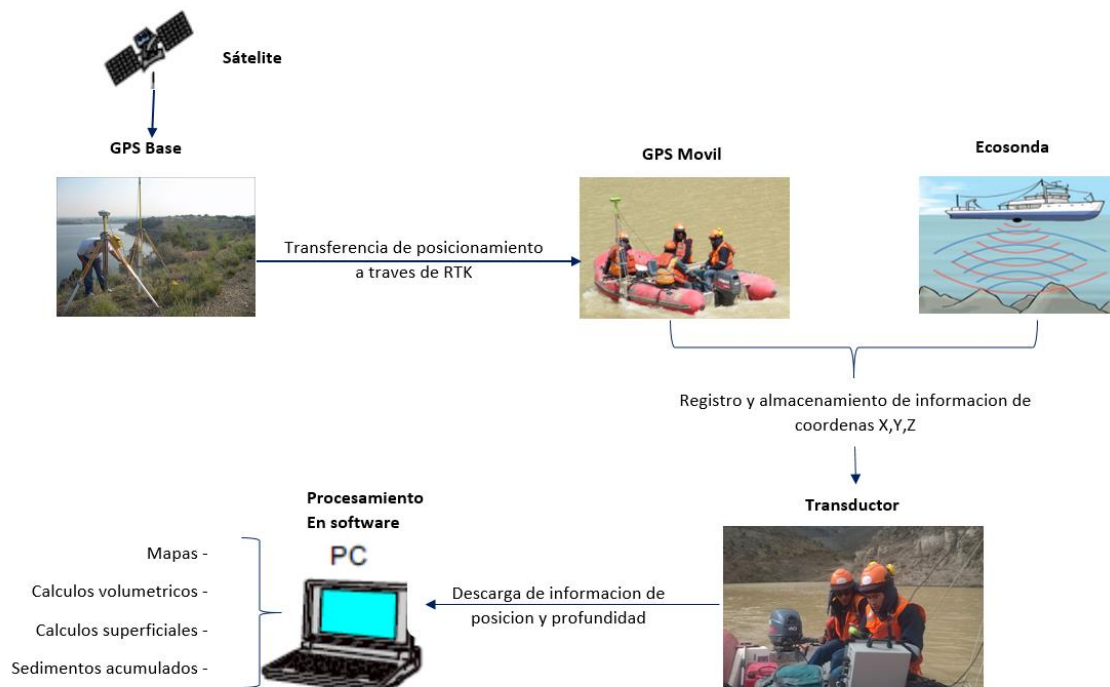 Sátelite
GPS Base
GPS Movil
Ecosonda
Transferencia de posicionamiento
a traves de RTK
Registro y almacenamiento de informacion de
coordenas X,Y,Z
Transductor
Procesamiento
En software
PC
Mapas -
Calculos volumetricos -
Calculos superficiales -
Sedimentos acumulados -
Descarga de informacion de
posicion y profundidad